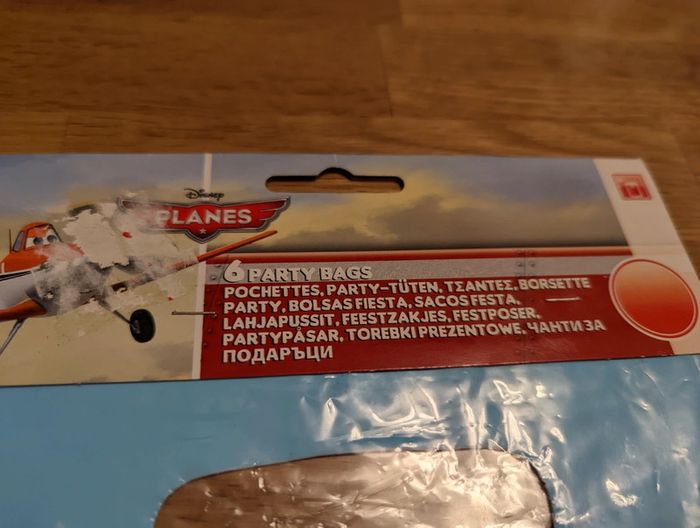 Disney
PLANES
6 PARTY BAGS
POCHETTES, PARTY-TÜTEN, ΤΣΑΝΤΕΣ, BORSETTE
PARTY, BOLSAS FIESTA, SACOS FESTA,
LAHJAPUSSIT, FEESTZAKJES, FESTPOSER,
PARTYPÅSAR, TOREBKI PREZENTOWE, ЧАНТИ ЗА
ПОДАРЪЦИ